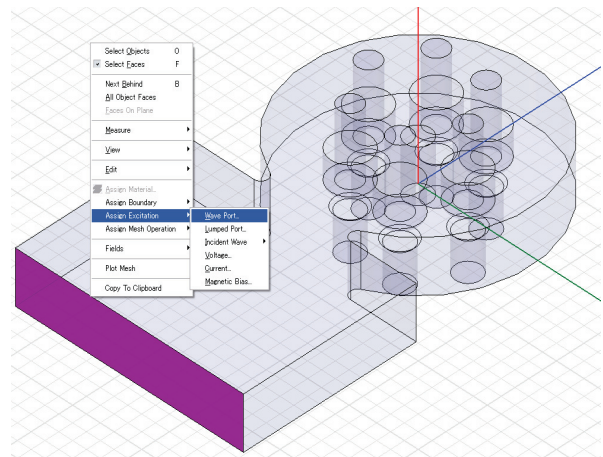 Select Objects O
Select Faces F
Next Behind B
All Object Faces
Faces On Plane
Measure
View
Edit
Assign Material..
Assign Boundary
Assign Excitation
Assign Mesh Operation
Fields
Plot Mesh
Copy To Clipboard
Wave Port..
Lumped Port..
Incident Wave
Voltage..
Current..
Magnetic Bias..